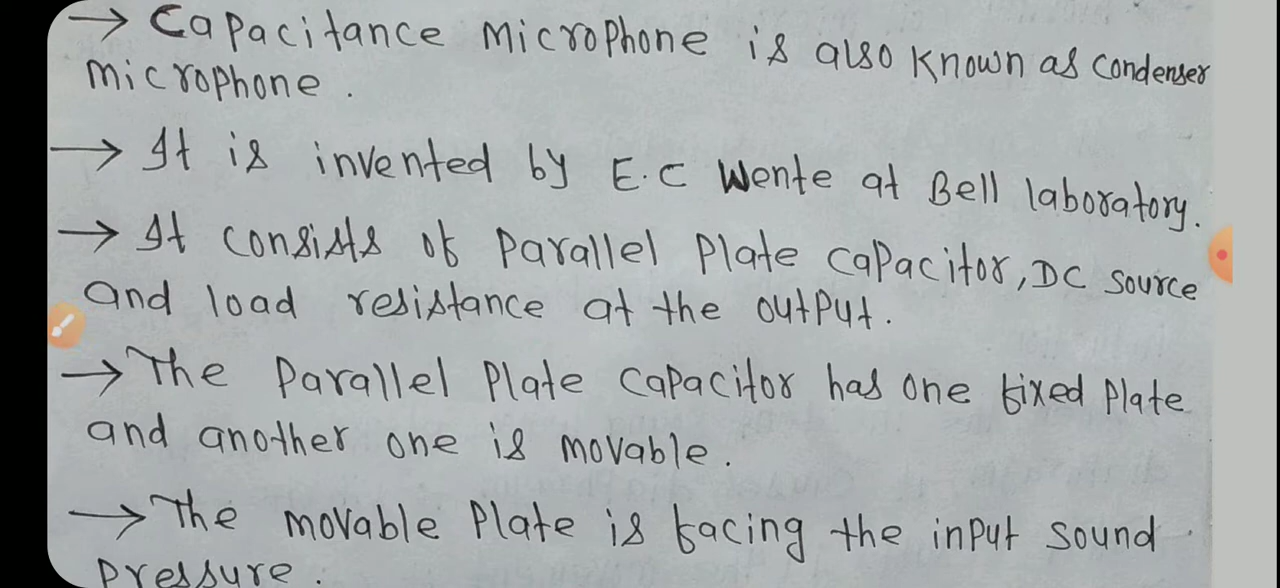 → Capacitance Microphone is also known as condenser
microphone.
→ It is invented by E.C Wente at Bell laboratory.
→ It consists of Parallel Plate capacitor, DC source
and load resistance at the output.
→ The Parallel Plate capacitor has one fixed Plate
and another one is movable.
→ The movable Plate is facing the input sound
pressure.